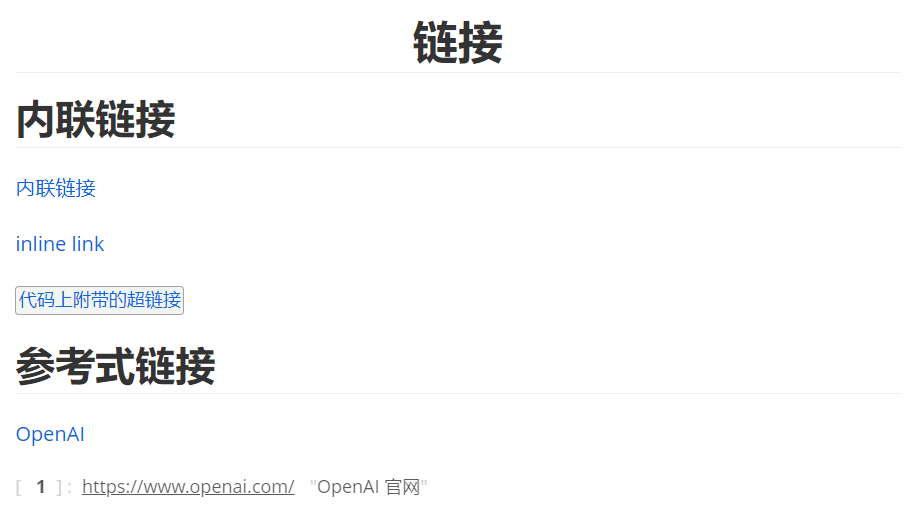 链接
内联链接
内联链接
inline link
代码上附带的超链接
参考式链接
OpenAI
[ 1 ]: https://www.openai.com/ "OpenAI 官网"